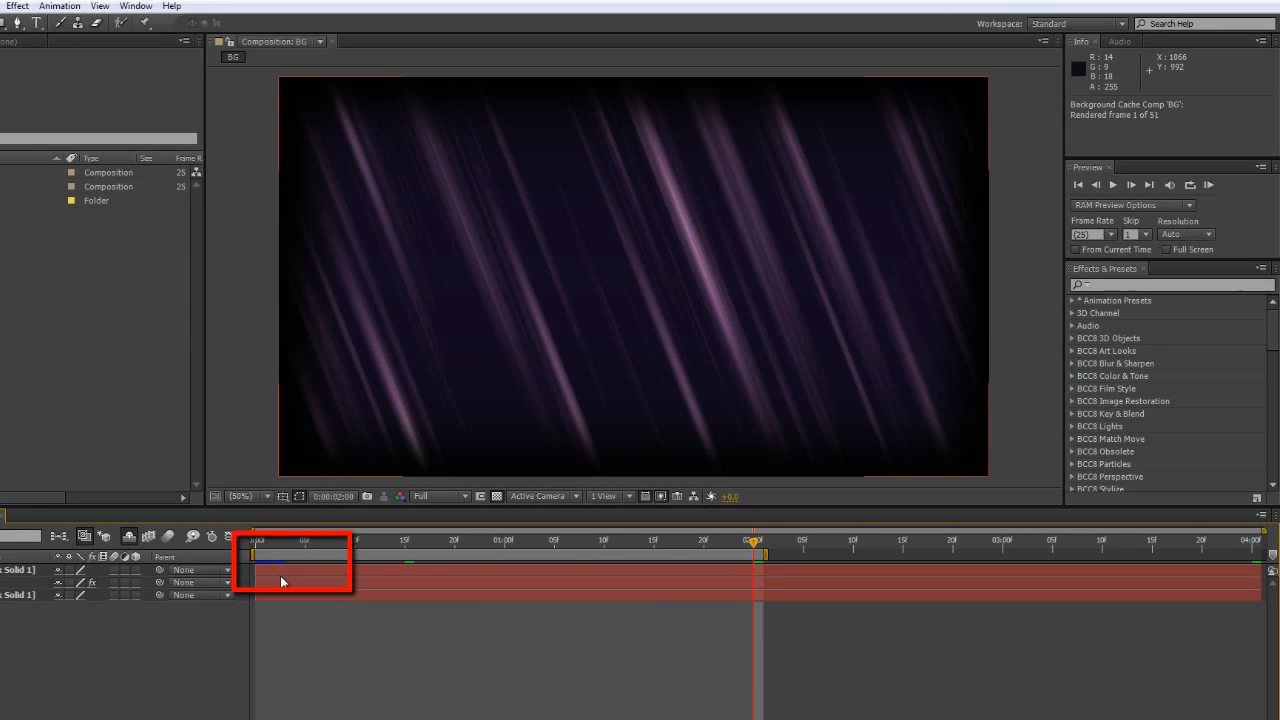 Effect Animation View Window Help
Workspace: Standard Search Help
one) Composition: BG Info Audio
BG R : 14 X : 1066
G : 9 Y : 992
B : 18
A : 255
Background Cache Comp 'BG':
Rendered frame 1 of 51
Type Size Frame R
Composition 25
Composition 25
Folder
Preview
RAM Preview Options
Frame Rate Skip Resolution
(25) 1 Auto
From Current Time Full Screen
Effects & Presets
* Animation Presets
3D Channel
Audio
BCC8 3D Objects
BCC8 Art Looks
BCC8 Blur & Sharpen
BCC8 Color & Tone
BCC8 Film Style
BCC8 Image Restoration
BCC8 Key & Blend
BCC8 Lights
BCC8 Match Move
BCC8 Obsolete
BCC8 Particles
BCC8 Perspective
BCC8 Stylize
(50%) 0:00:02:00 Full Active Camera 1 View +0.0
05f 15f 20f 01:00f 05f 10f 15f 20f 05f 10f 15f 20f 03:00f 05f 10f 15f 20f 04:00f
Parent
k Solid 1] None
None
k Solid 1] None